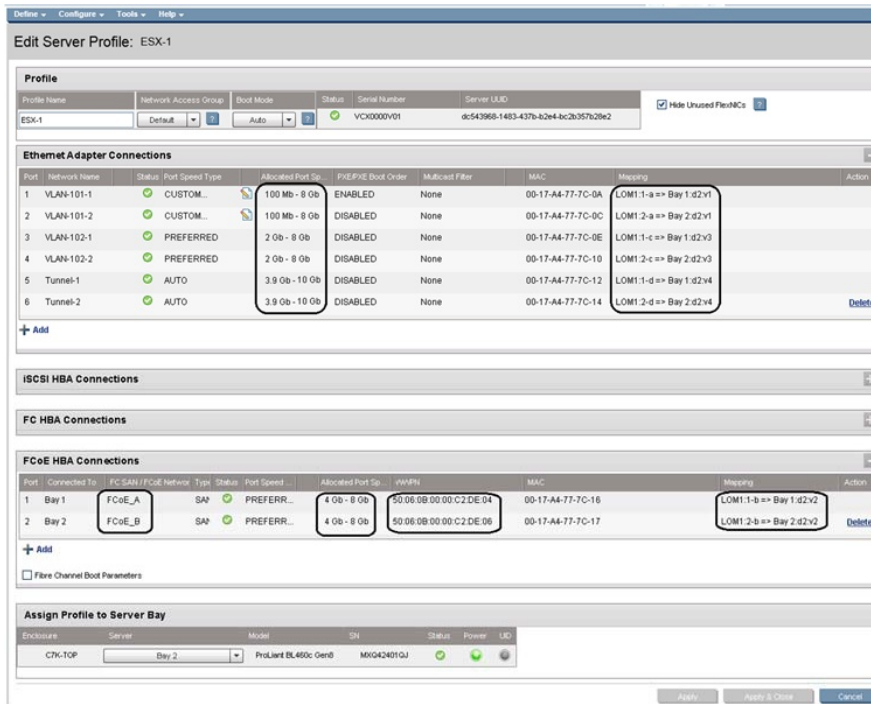 Define Configure Tools Help
Edit Server Profile: ESX-1
Profile
Profile Name Network Access Group Boot Mode Status Serial Number Server UUID
ESX-1 Default ? Auto ? VCX0000V01 dc543968-1483-437b-b2e4-bc2b357b28e2 Hide Unused FlexNICs ?
Ethernet Adapter Connections
Port Network Name Status Port Speed Type Allocated Port Sp... PXE/PXE Boot Order Multicast Filter MAC Mapping Action
1 VLAN-101-1 CUSTOM... 100 Mb - 8 Gb ENABLED None 00-17-A4-77-7C-0A LOM1:1-a => Bay 1:d2:v1
2 VLAN-101-2 CUSTOM... 100 Mb - 8 Gb DISABLED None 00-17-A4-77-7C-0C LOM1:2-a => Bay 2:d2:v1
3 VLAN-102-1 PREFERRED 2 Gb - 8 Gb DISABLED None 00-17-A4-77-7C-0E LOM1:1-c => Bay 1:d2:v3
4 VLAN-102-2 PREFERRED 2 Gb - 8 Gb DISABLED None 00-17-A4-77-7C-10 LOM1:2-c => Bay 2:d2:v3
5 Tunnel-1 AUTO 3.9 Gb - 10 Gb DISABLED None 00-17-A4-77-7C-12 LOM1:1-d => Bay 1:d2:v4
6 Tunnel-2 AUTO 3.9 Gb - 10 Gb DISABLED None 00-17-A4-77-7C-14 LOM1:2-d => Bay 2:d2:v4 Delete
+ Add
iSCSI HBA Connections
FC HBA Connections
FCoE HBA Connections
Port Connected To FC SAN / FCoE Networ Type Status Port Speed ... Allocated Port Sp... vWWPN MAC Mapping Action
1 Bay 1 FCoE_A SAN PREFERR... 4 Gb - 8 Gb 50:06:0B:00:00:C2:DE:04 00-17-A4-77-7C-16 LOM1:1-b => Bay 1:d2:v2
2 Bay 2 FCoE_B SAN PREFERR... 4 Gb - 8 Gb 50:06:0B:00:00:C2:DE:06 00-17-A4-77-7C-17 LOM1:2-b => Bay 2:d2:v2 Delete
+ Add
Fibre Channel Boot Parameters
Assign Profile to Server Bay
Enclosure Server Model SN Status Power UID
C7K-TOP Bay 2 ProLiant BL460c Gen8 MXQ42401QJ
Apply Apply & Close Cancel